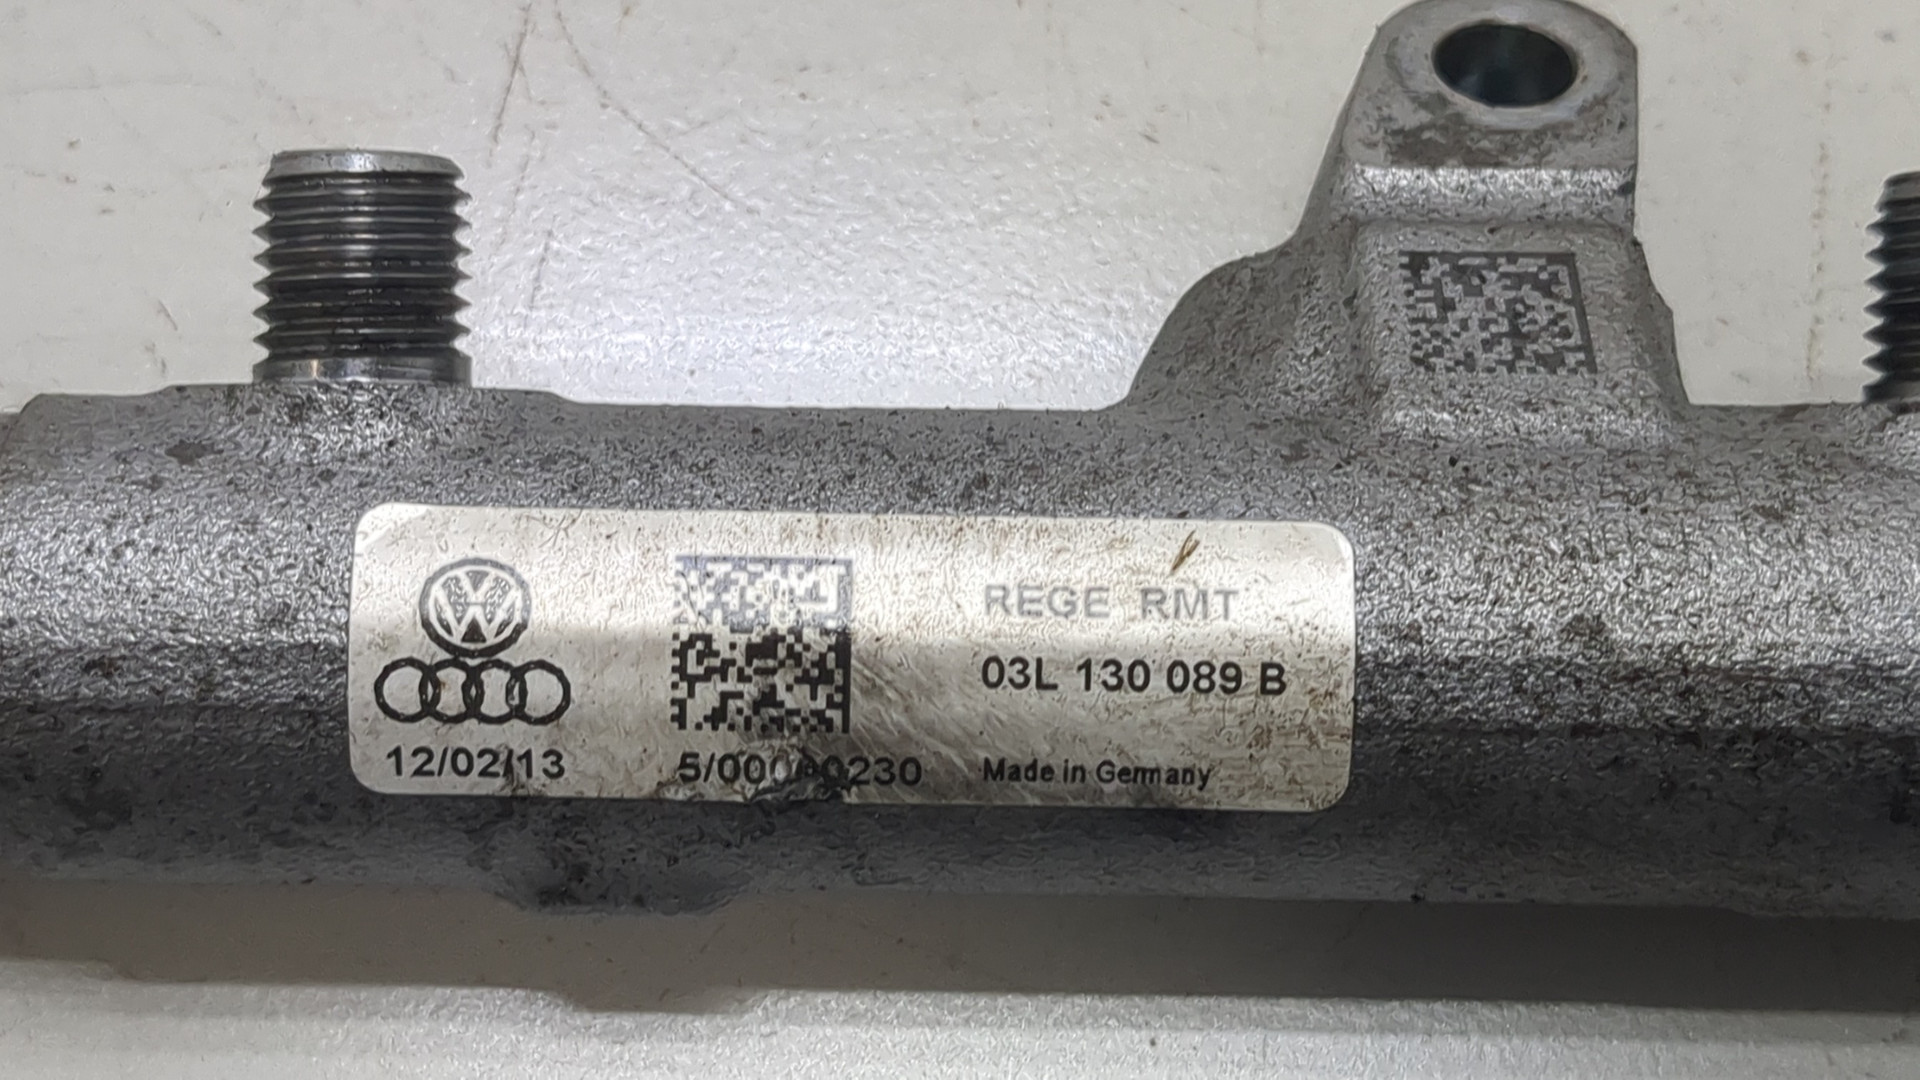 REGE RMT
03L 130 089 B
12/02/13
Made in Germany